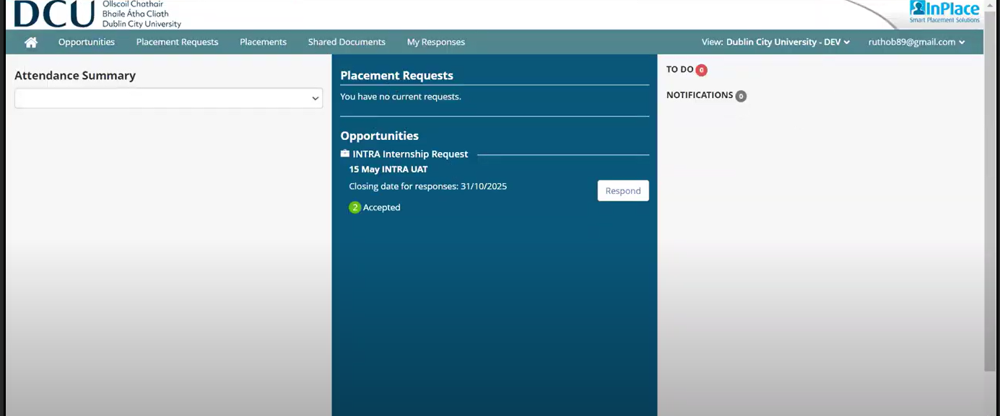 DCU
Ollscoil Chathair
Bhaile Átha Cliath
Dublin City University
InPlace
Smart Placement Solutions
Opportunities
Placement Requests
Placements
Shared Documents
My Responses
View: Dublin City University - DEV
ruthob89@gmail.com
Attendance Summary
Placement Requests
You have no current requests.
Opportunities
INTRA Internship Request
15 May INTRA UAT
Closing date for responses: 31/10/2025
Respond
2 Accepted
TO DO 0
NOTIFICATIONS 0